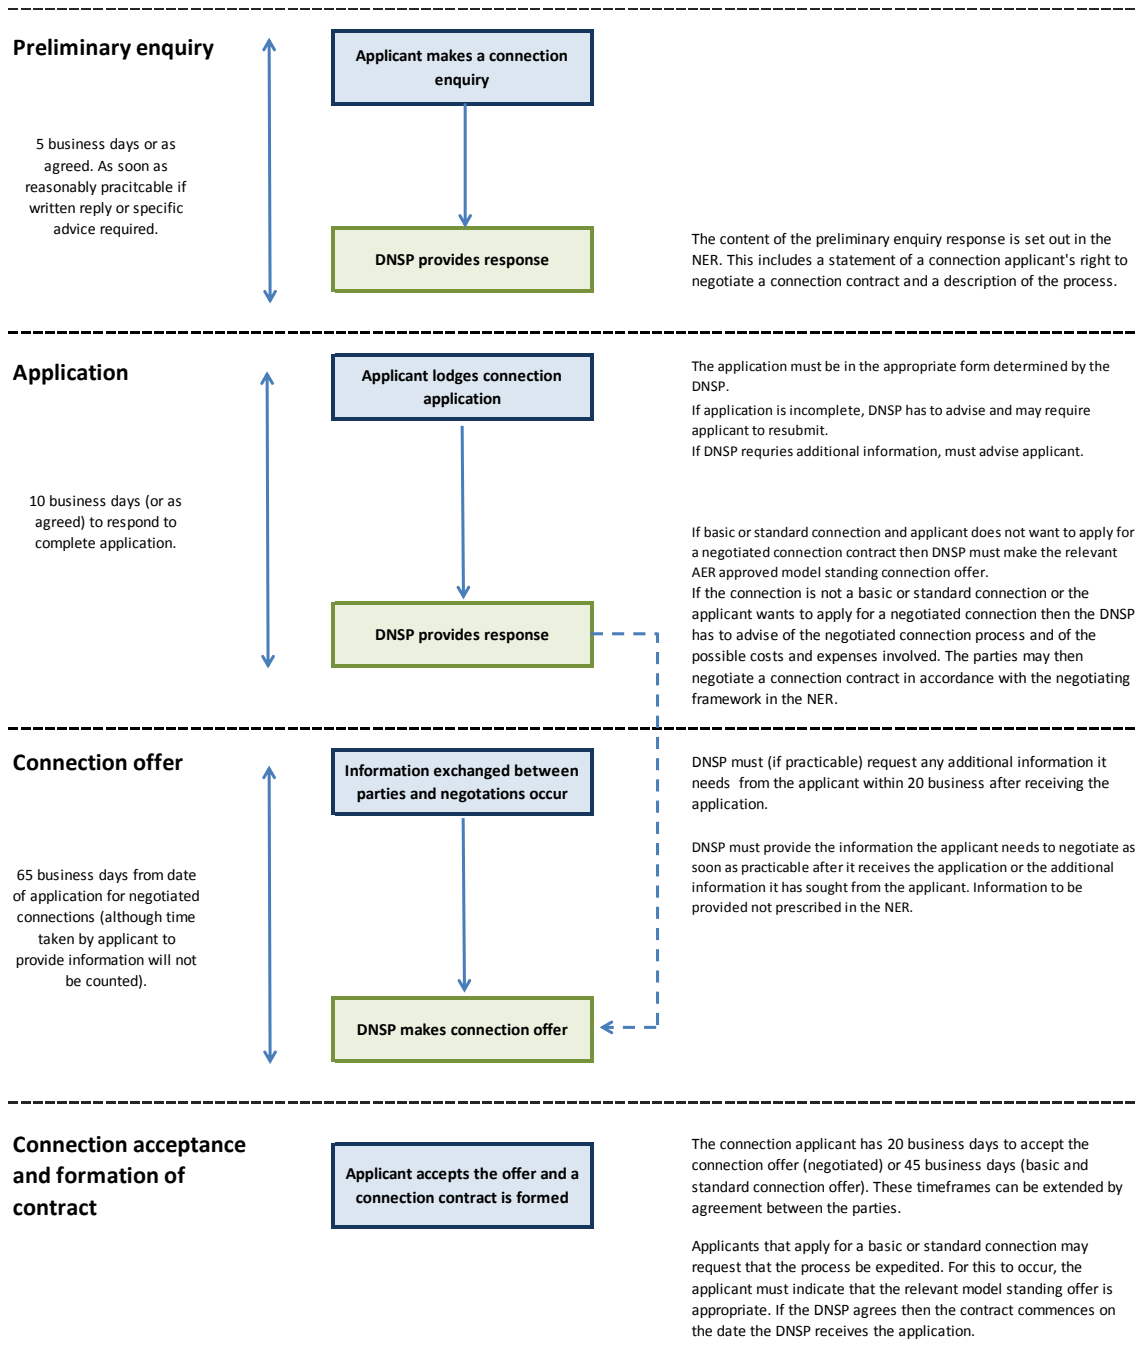 Preliminary enquiry
Applicant makes a connection
enquiry
5 business days or as
agreed. As soon as
reasonably pracitcable if
written reply or specific
advice required.
DNSP provides response
The content of the preliminary enquiry response is set out in the
NER. This includes a statement of a connection applicant's right to
negotiate a connection contract and a description of the process.
Application
Applicant lodges connection
application
The application must be in the appropriate form determined by the
DNSP.
If application is incomplete, DNSP has to advise and may require
applicant to resubmit.
If DNSP requries additional information, must advise applicant.
10 business days (or as
agreed) to respond to
complete application.
If basic or standard connection and applicant does not want to apply for
a negotiated connection contract then DNSP must make the relevant
AER approved model standing connection offer.
If the connection is not a basic or standard connection or the
applicant wants to apply for a negotiated connection then the DNSP
has to advise of the negotiated connection process and of the
possible costs and expenses involved. The parties may then
negotiate a connection contract in accordance with the negotiating
framework in the NER.
DNSP provides response
Connection offer
Information exchanged between
parties and negotations occur
DNSP must (if practicable) request any additional information it
needs from the applicant within 20 business after receiving the
application.
DNSP must provide the information the applicant needs to negotiate as
soon as practicable after it receives the application or the additional
information it has sought from the applicant. Information to be
provided not prescribed in the NER.
65 business days from date
of application for negotiated
connections (although time
taken by applicant to
provide information will not
be counted).
DNSP makes connection offer
Connection acceptance
and formation of
contract
Applicant accepts the offer and a
connection contract is formed
The connection applicant has 20 business days to accept the
connection offer (negotiated) or 45 business days (basic and
standard connection offer). These timeframes can be extended by
agreement between the parties.
Applicants that apply for a basic or standard connection may
request that the process be expedited. For this to occur, the
applicant must indicate that the relevant model standing offer is
appropriate. If the DNSP agrees then the contract commences on
the date the DNSP receives the application.